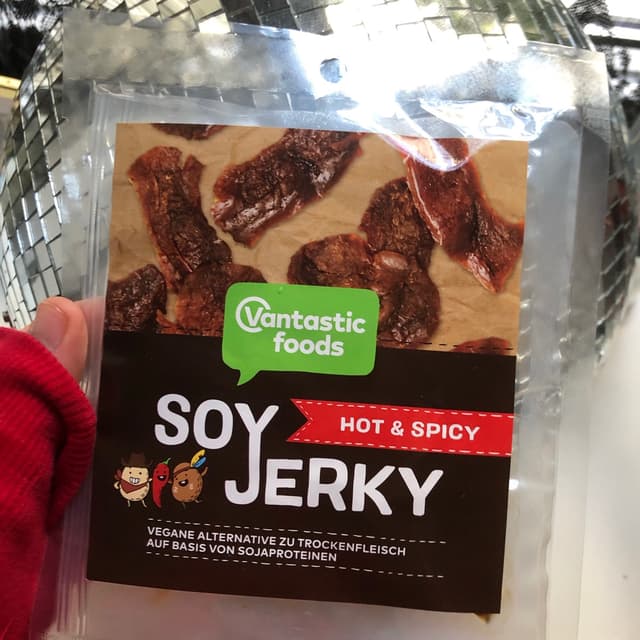 Vantastic
foods
SOY
HOT & SPICY
JERKY
VEGANE ALTERNATIVE ZU TROCKENFLEISCH
AUF BASIS VON SOJAPROTEINEN